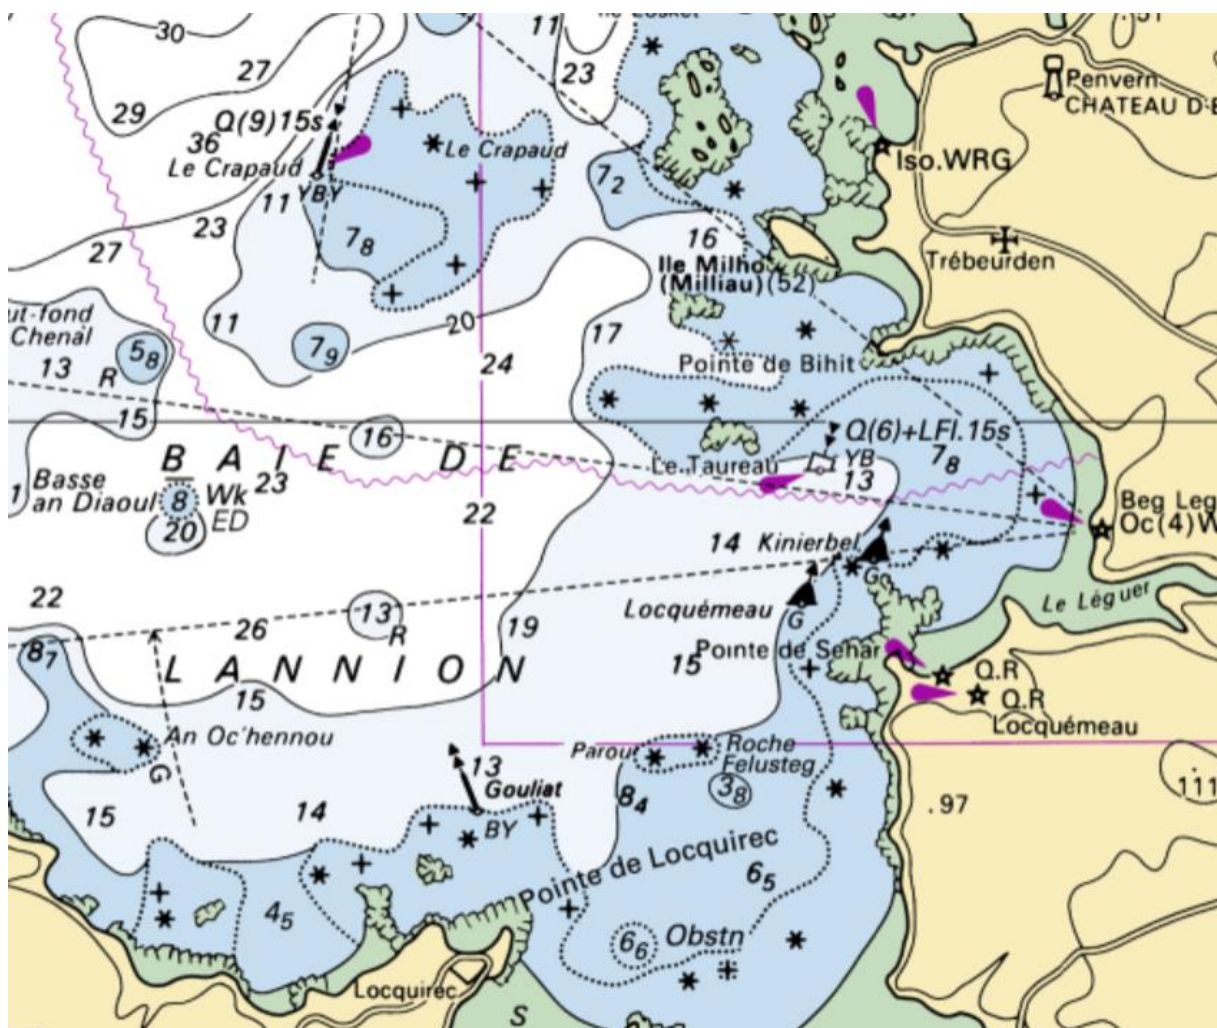 30
11
27
23
29
Q(9)15s
36
Le Crapaud
Le Crapaud
YBY
11
7₂
Iso.WRG
Penvern
CHATEAU D'E
23
7₈
16
Trébeurden
27
Ile Milho
(Milliau)(52)
ut-fond
Chenal
11
20
17
5₈
7₉
13
R
24
Pointe de Bihit
15
16
Q(6)+LFl.15s
BAIE DE
Le Taureau
YB
7₈
13
Basse
an Diaoul
8
Wk
ED
23
20
22
Beg Leg
Oc(4)W
14
Kinierbel
G
22
13
R
Locquémeau
G
Le Léguer
26
19
8₇
LANNION
15
Pointe de Séhar
15
Q.R
Q.R
Locquémeau
An Oc'hennou
G
Parou
Roche
Felusteg
13
Gouliat
3₈
8₄
111
15
14
BY
.97
Pointe de Locquirec
6₅
4₅
6₆
Obstn
Locquirec
S